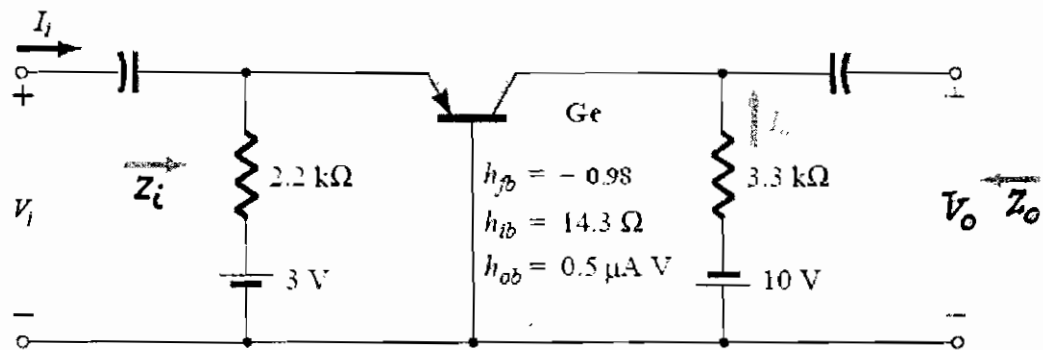 I_i
+
Ge
I_o
Z_i
2.2 kΩ
h_fb = − 0.98
3.3 kΩ
V_i
h_ib = 14.3 Ω
V_o
Z_o
h_ob = 0.5 μA V
3 V
10 V
−
−